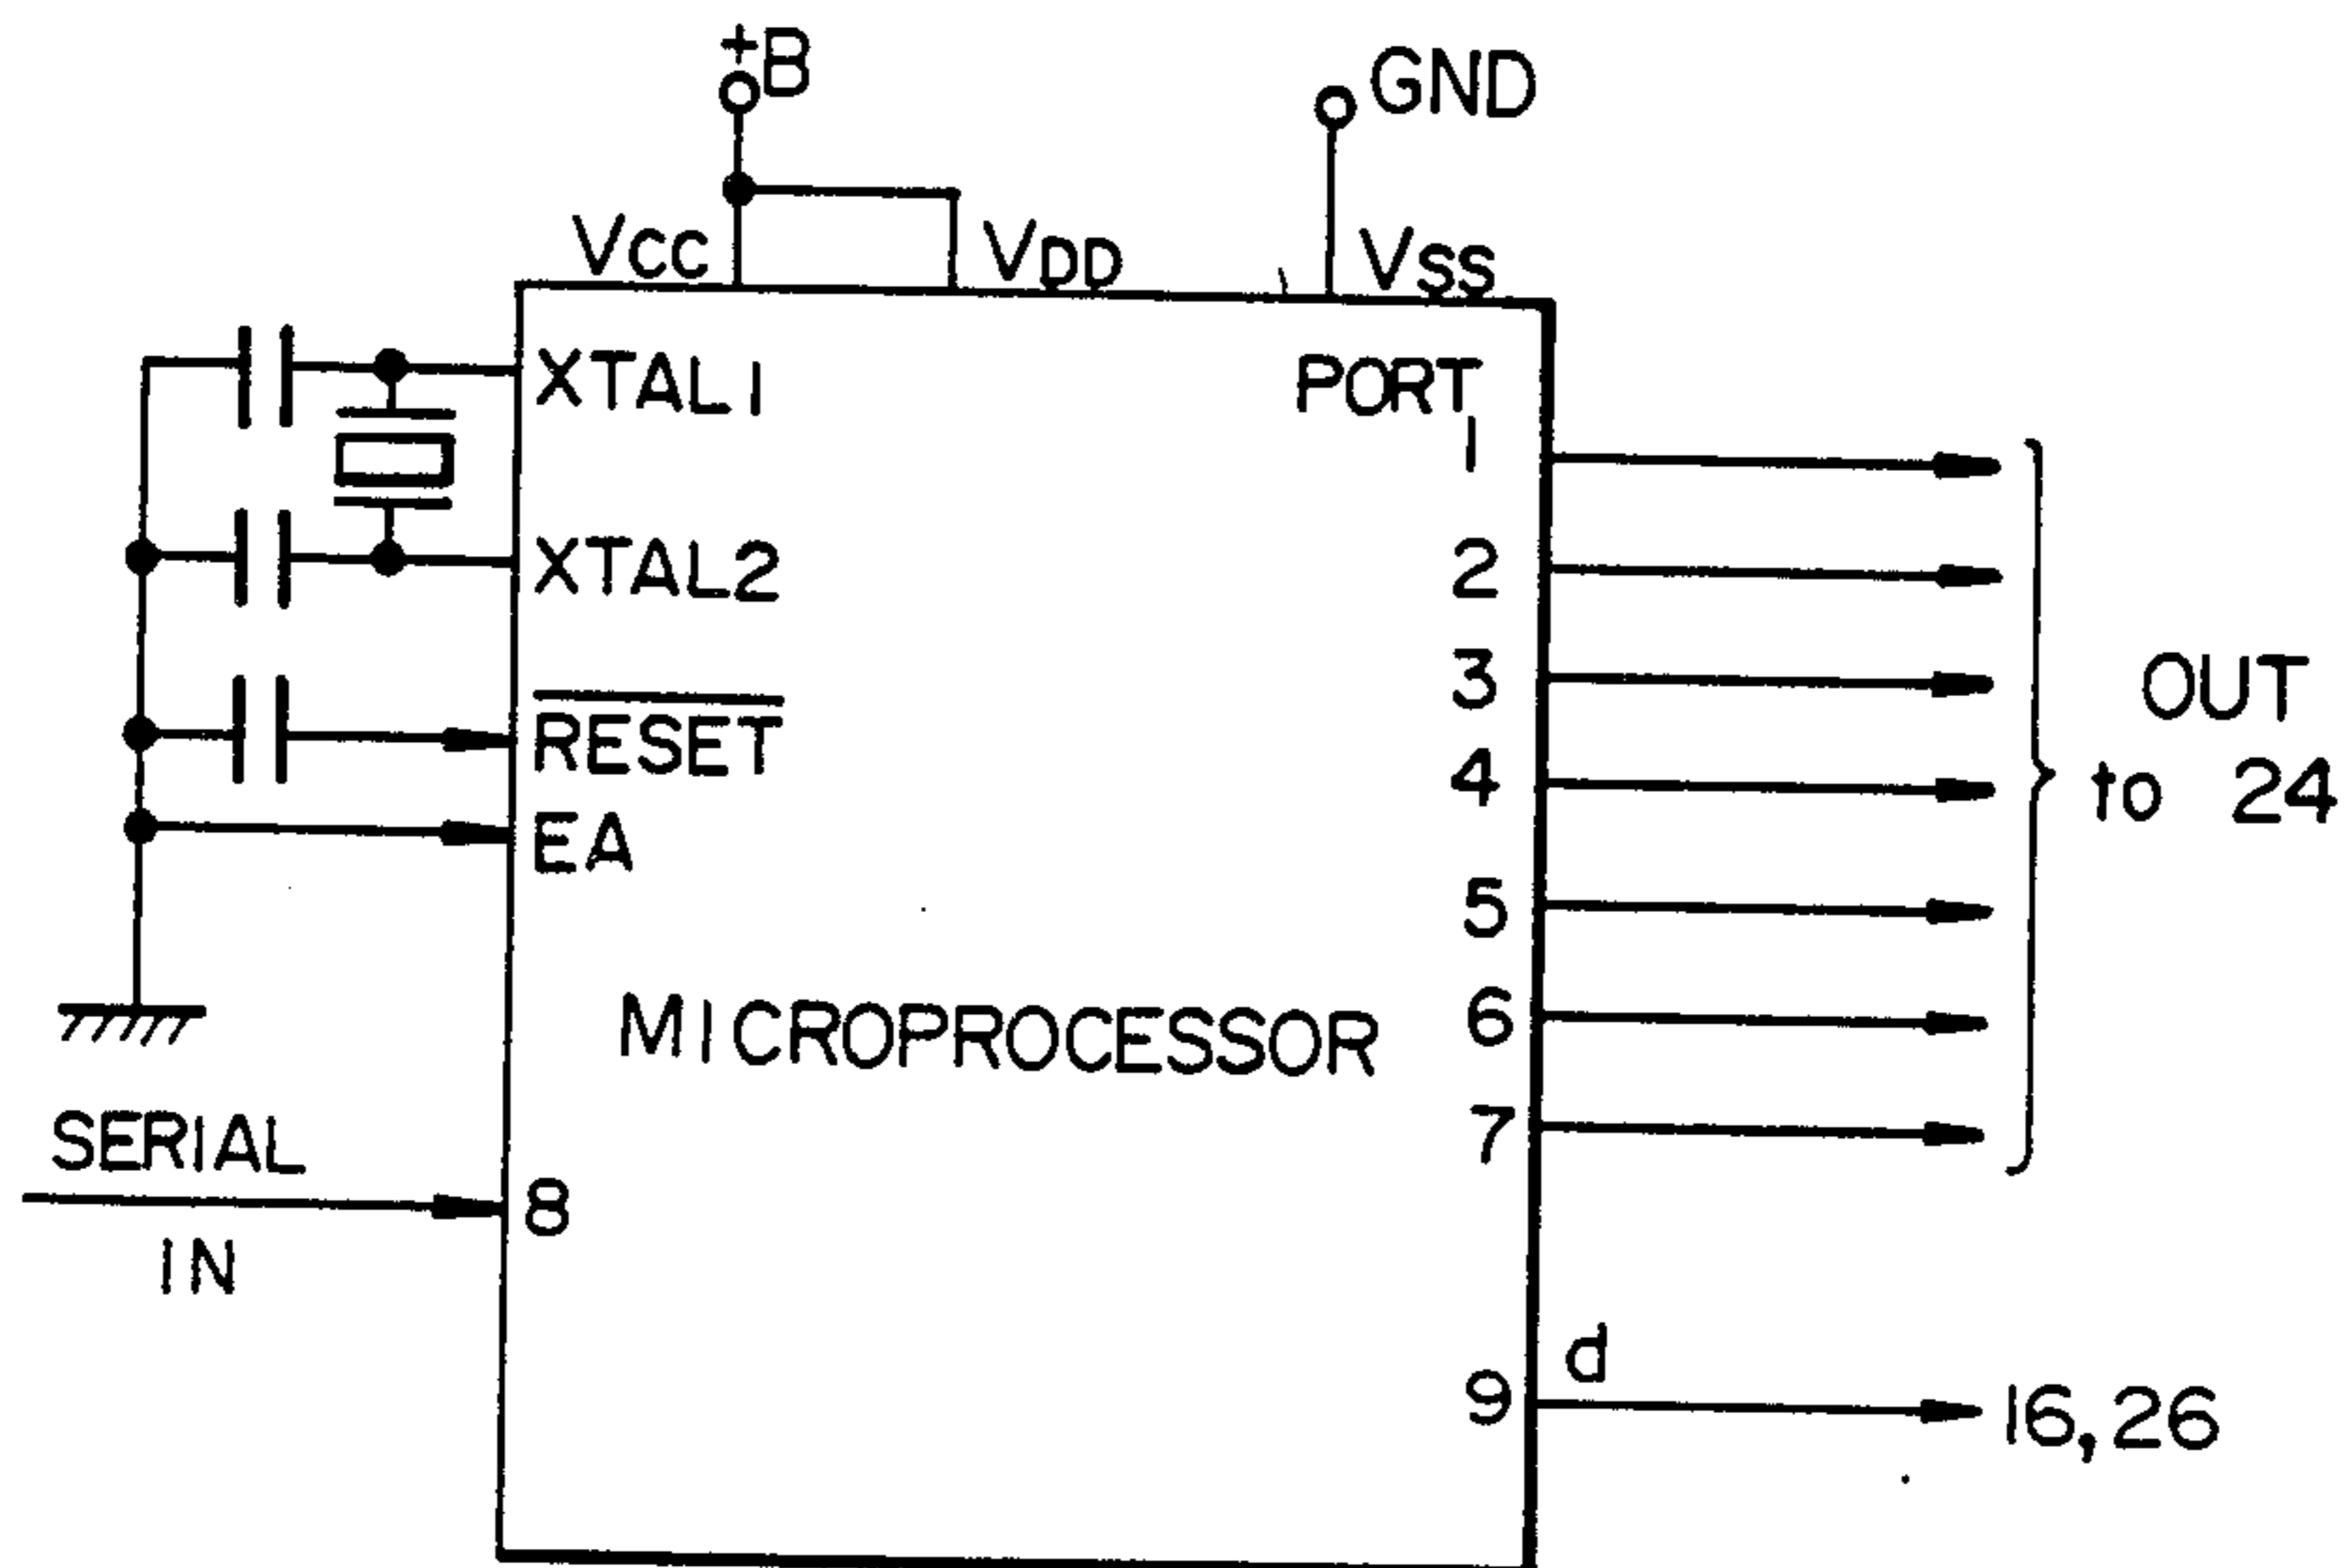 +B
GND
VCC
VDD
VSS
XTAL1
PORT
1
XTAL2
2
3
RESET
OUT
4
to 24
EA
5
6
MICROPROCESSOR
7
SERIAL
8
IN
d
9
16,26